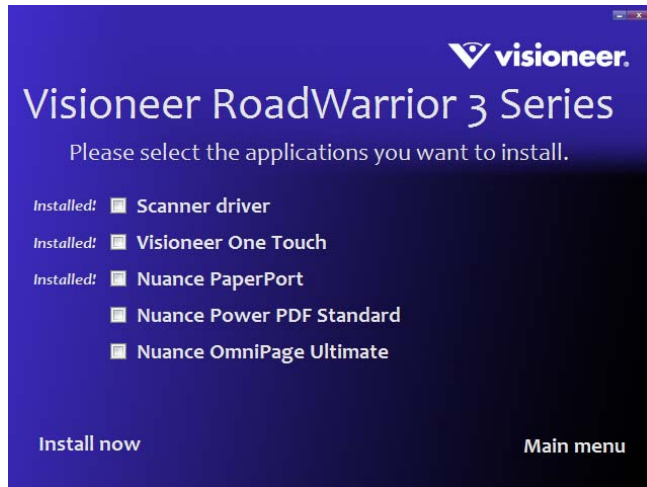 visioneer.
Visioneer RoadWarrior 3 Series
Please select the applications you want to install.
Installed! Scanner driver
Installed! Visioneer One Touch
Installed! Nuance PaperPort
Nuance Power PDF Standard
Nuance OmniPage Ultimate
Install now
Main menu